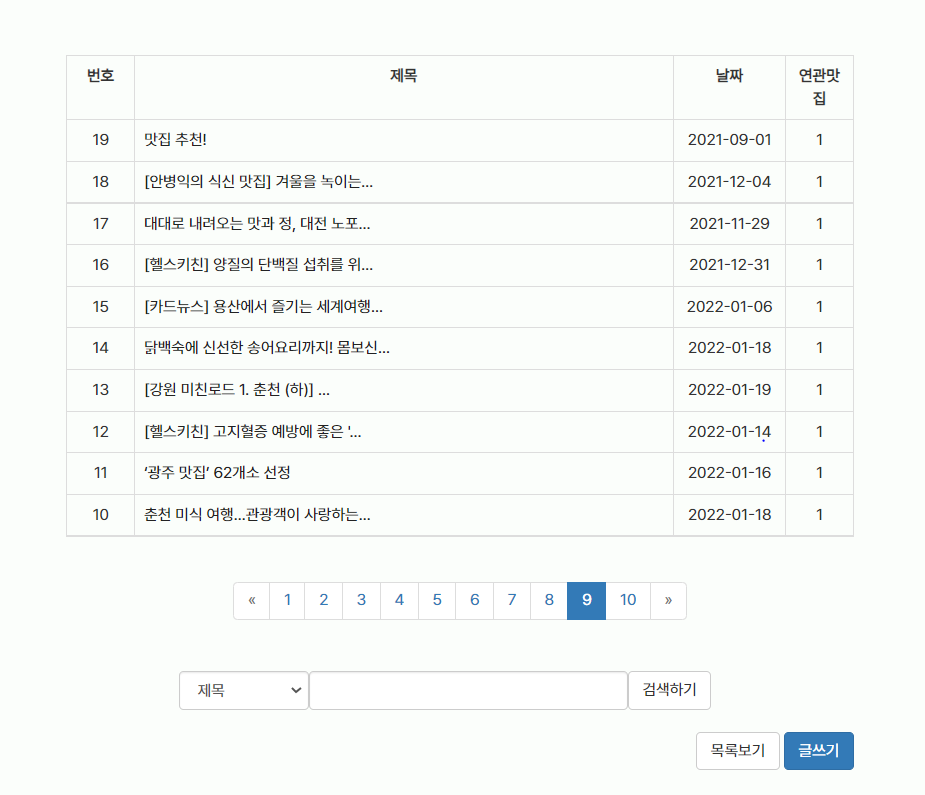 번호 제목 날짜 연관맛
집
19 맛집 추천! 2021-09-01 1
18 [안병익의 식신 맛집] 겨울을 녹이는... 2021-12-04 1
17 대대로 내려오는 맛과 정, 대전 노포... 2021-11-29 1
16 [헬스키친] 양질의 단백질 섭취를 위... 2021-12-31 1
15 [카드뉴스] 용산에서 즐기는 세계여행... 2022-01-06 1
14 닭백숙에 신선한 송어요리까지! 몸보신... 2022-01-18 1
13 [강원 미친로드 1. 춘천 (하)] ... 2022-01-19 1
12 [헬스키친] 고지혈증 예방에 좋은 '... 2022-01-14 1
11 ‘광주 맛집’ 62개소 선정 2022-01-16 1
10 춘천 미식 여행...관광객이 사랑하는... 2022-01-18 1
« 1 2 3 4 5 6 7 8 9 10 »
제목 검색하기
목록보기 글쓰기